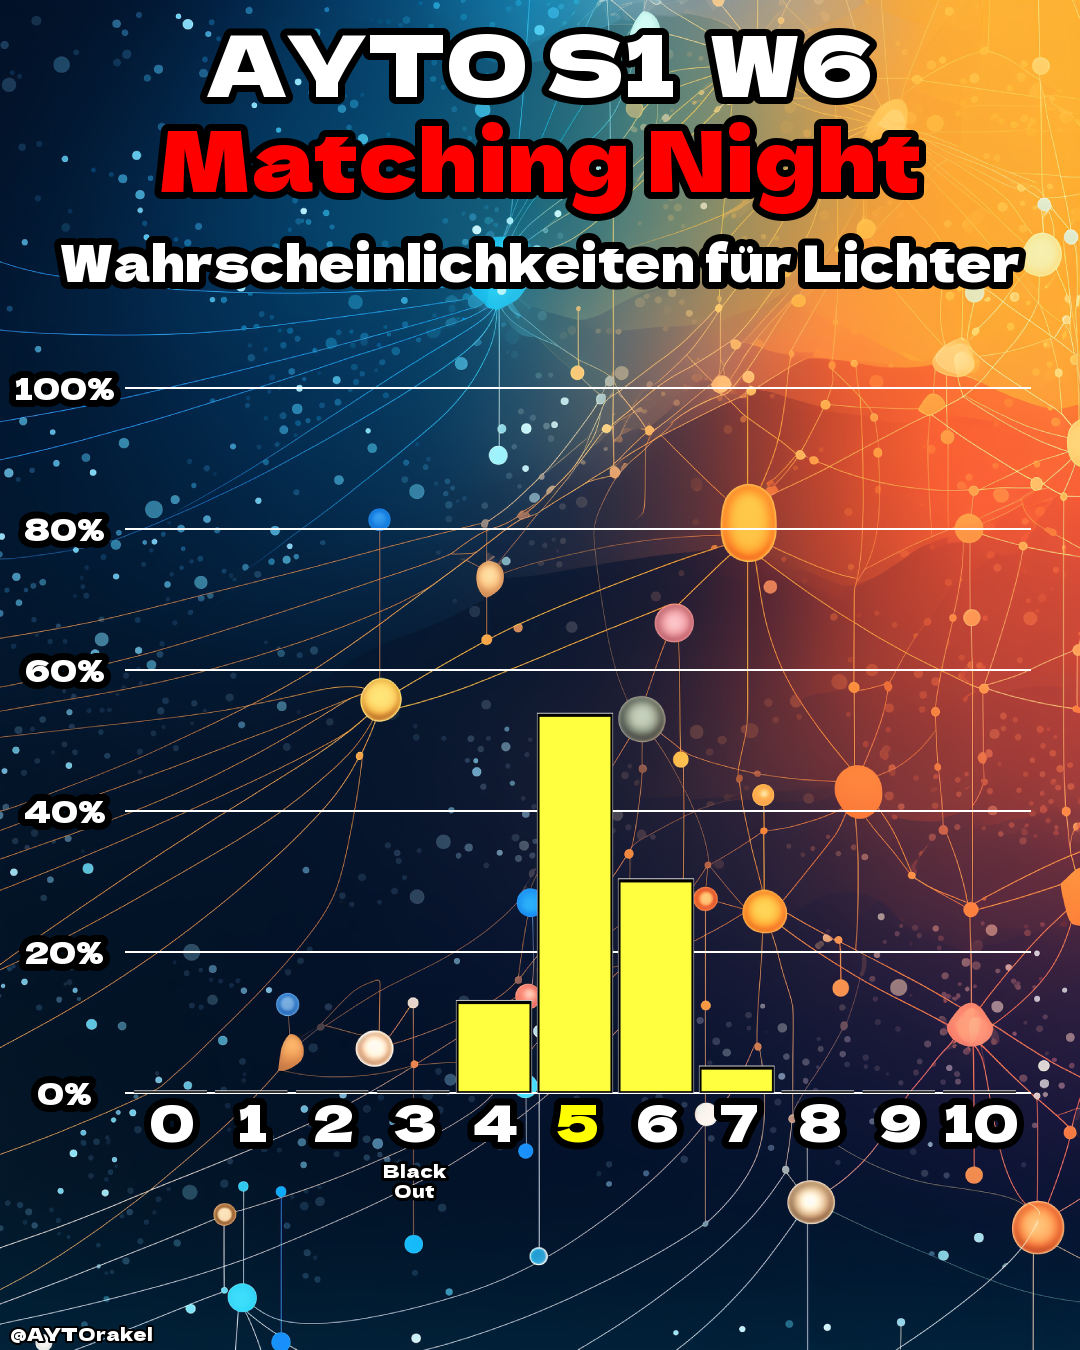 AYTO S1 W6
Matching Night
Wahrscheinlichkeiten für Lichter
100%
80%
60%
40%
20%
0%
0 1 2 3 4 5 6 7 8 9 10
Black
Out
@AYTOrakel